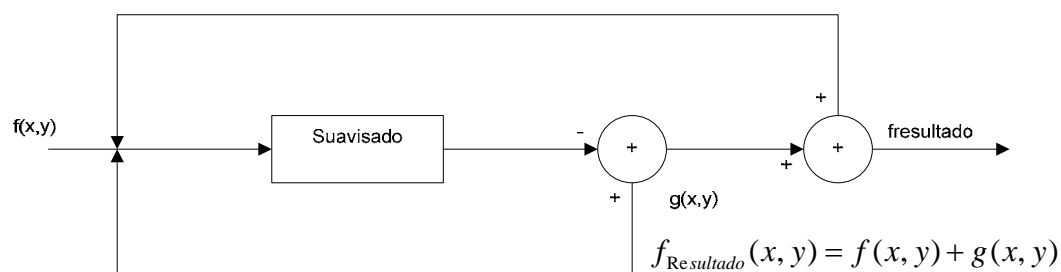 +
f(x,y)
Suavisado
-
+
+
+
+
fresultado
g(x,y)
f_Resultado(x, y) = f(x, y) + g(x, y)